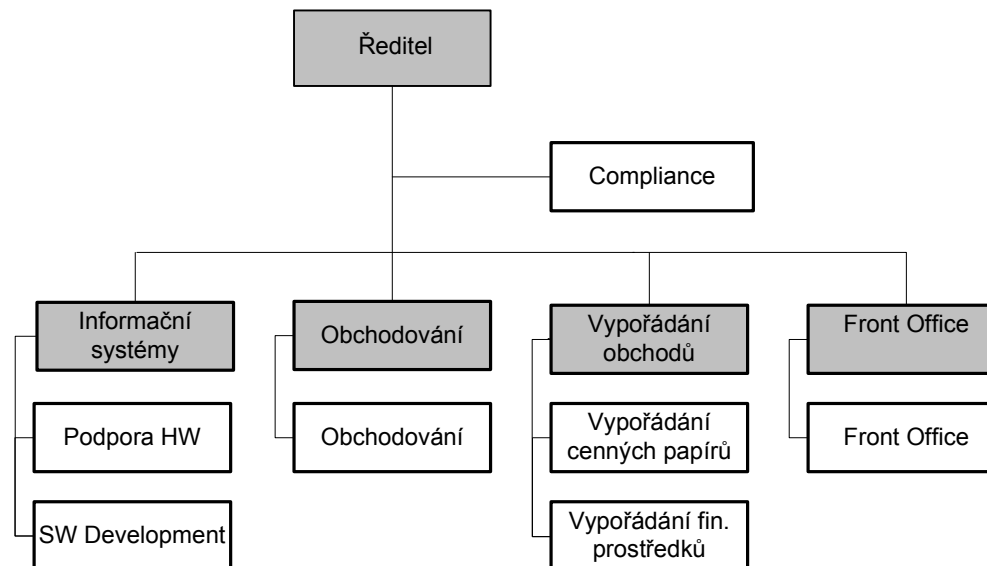 Ředitel
Compliance
Informační
systémy
Obchodování
Vypořádání
obchodů
Front Office
Podpora HW
Obchodování
Vypořádání
cenných papírů
Front Office
SW Development
Vypořádání fin.
prostředků